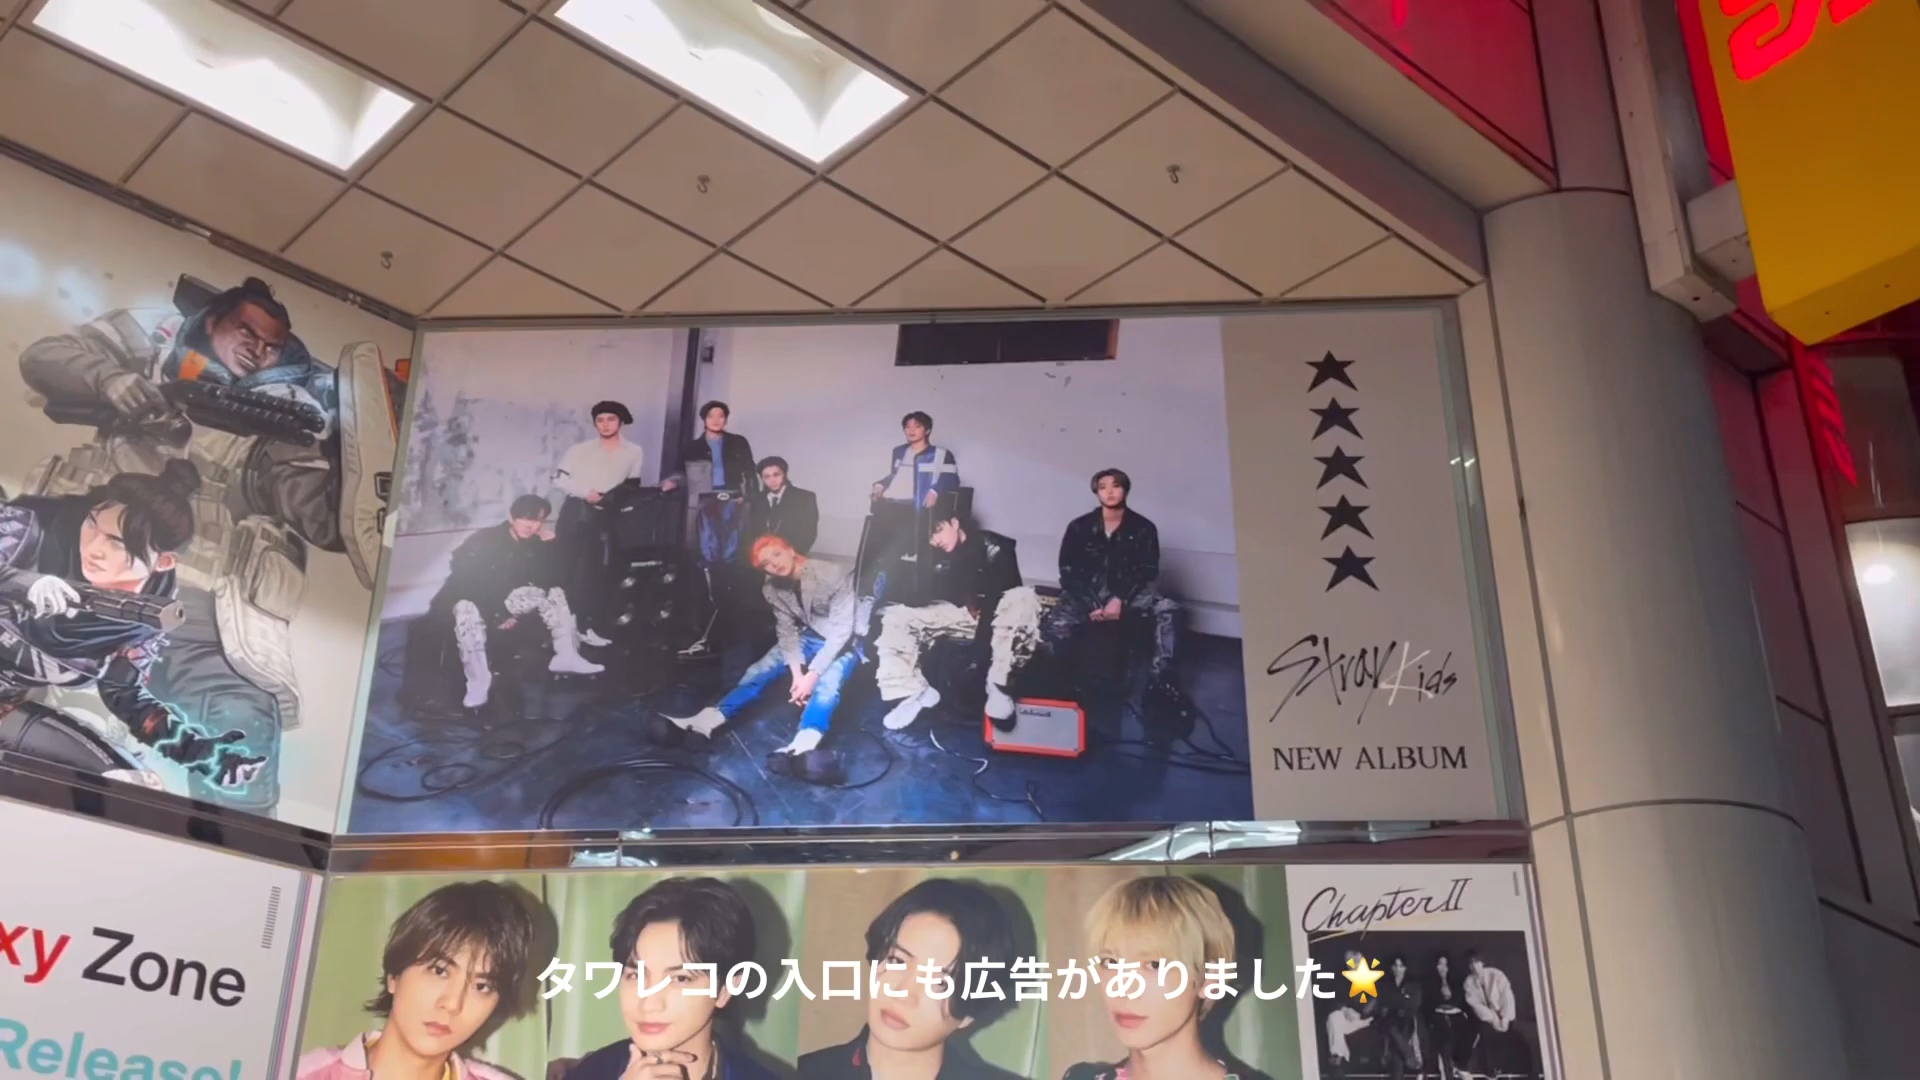 ★★★★★
Stray Kids
NEW ALBUM
xy Zone
Release!
Chapter II
タワレコの入口にも広告がありました🌟